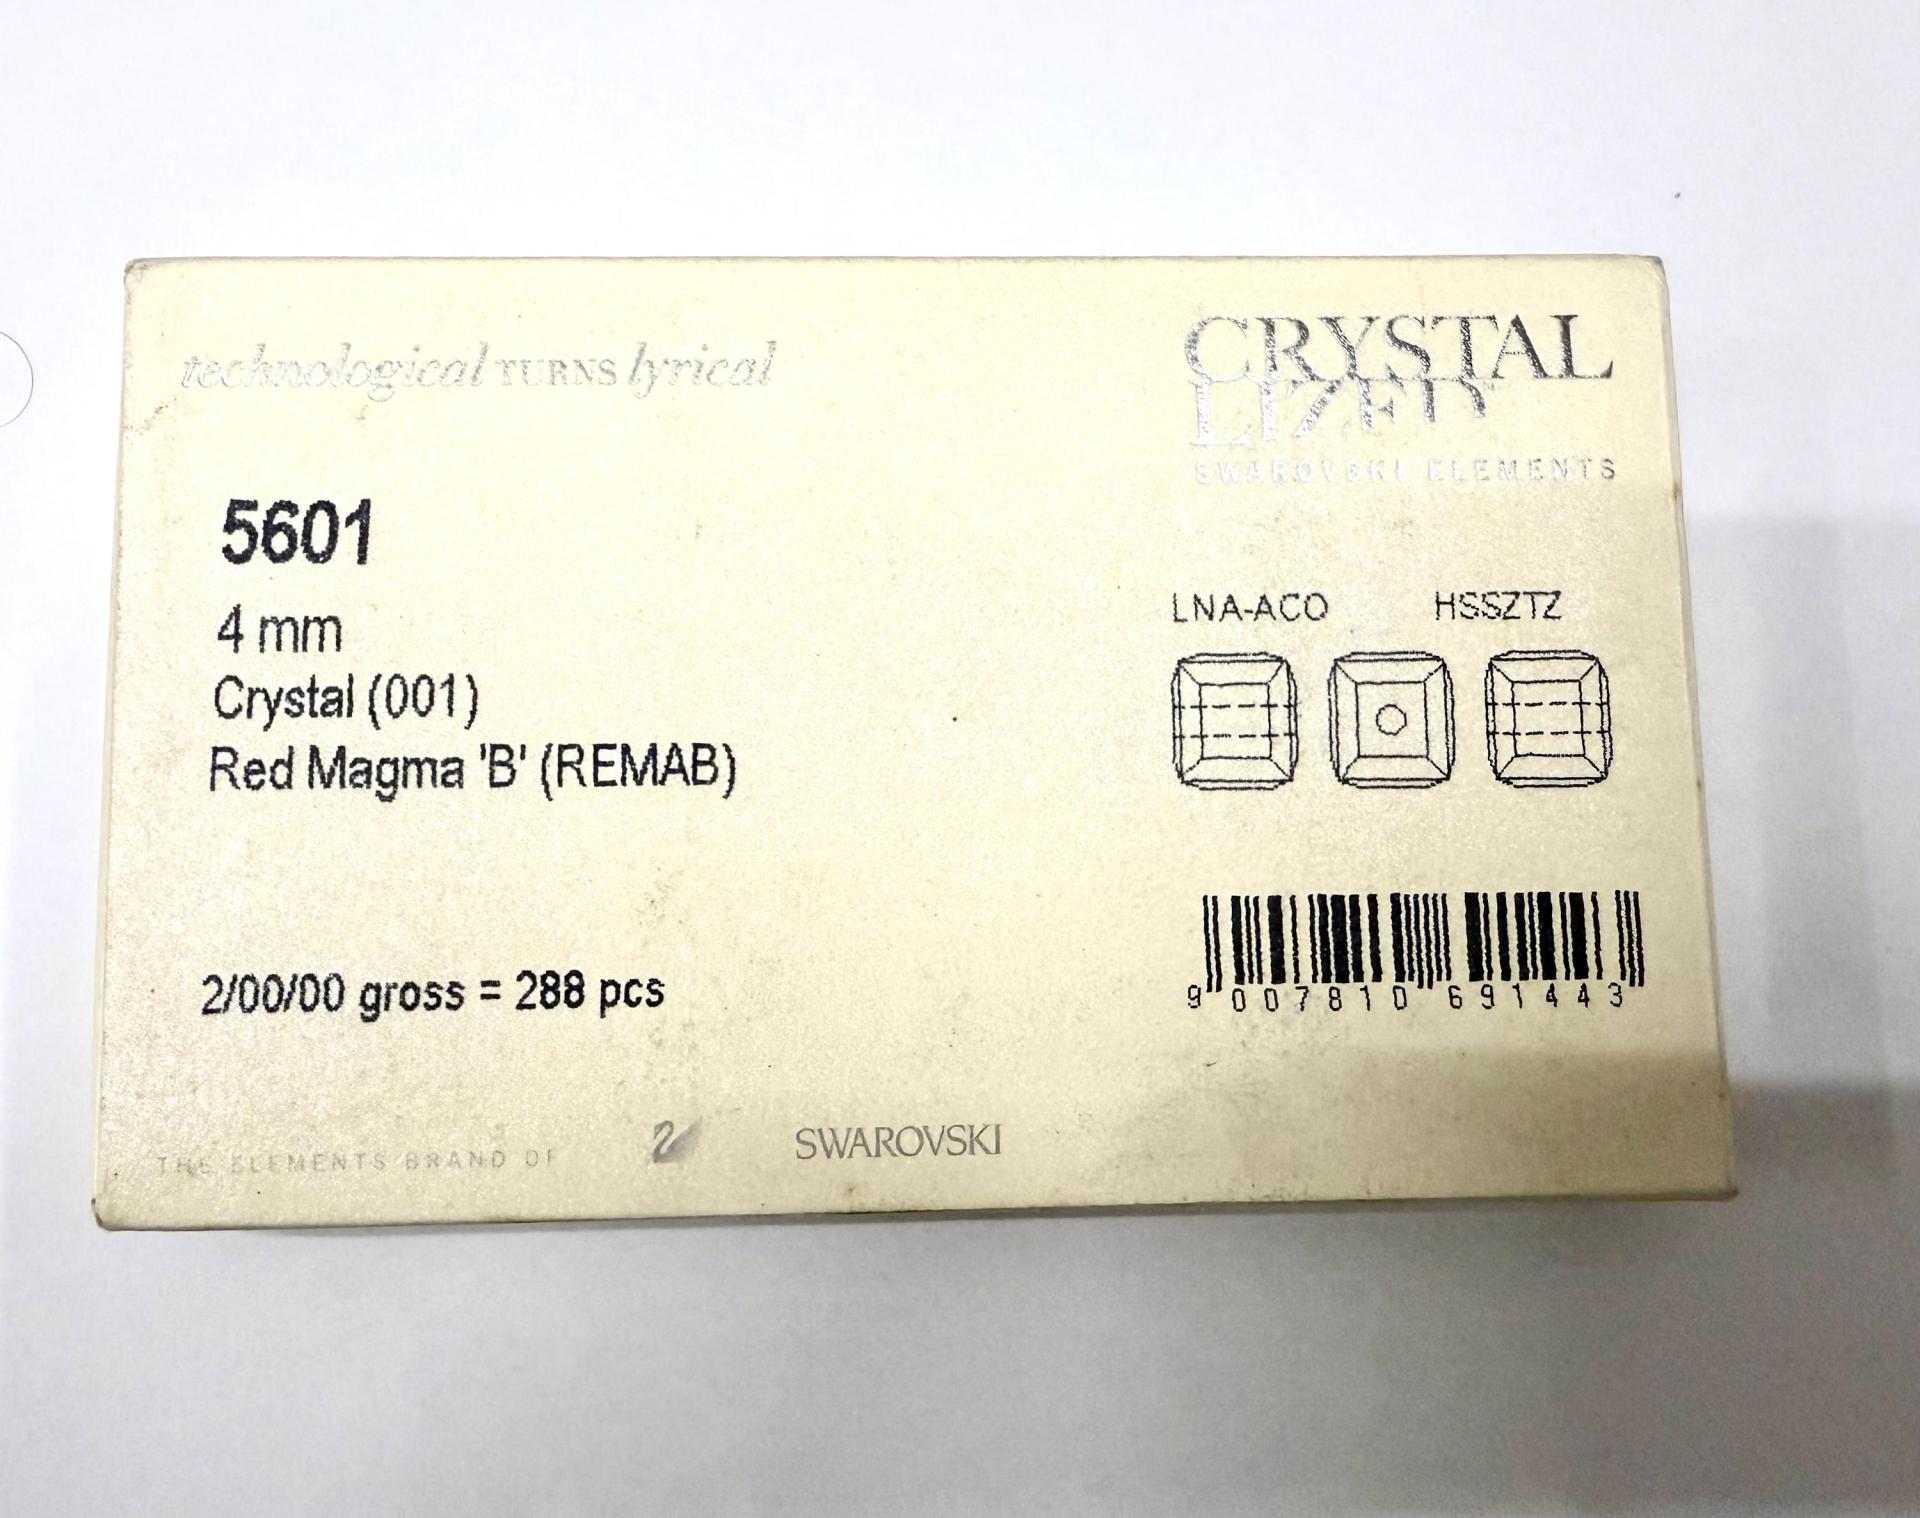 technological TURNS lyrical
CRYSTAL
LIZED
SWAROVSKI ELEMENTS
5601
4 mm
Crystal (001)
Red Magma 'B' (REMAB)
LNA-ACO HSSZTZ
2/00/00 gross = 288 pcs
9 007810 691443
THE ELEMENTS BRAND OF SWAROVSKI